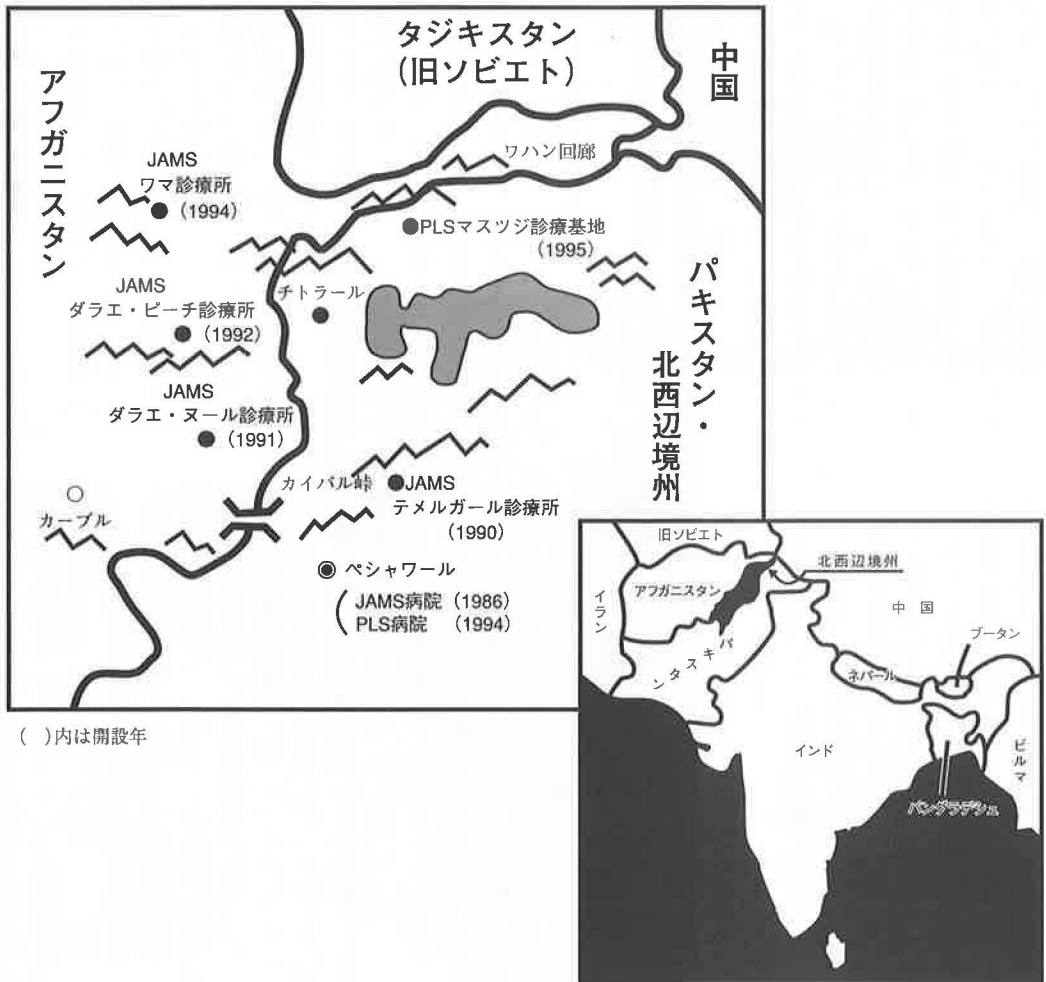 タジキスタン
(旧ソビエト)
中国
アフガニスタン
ワハン回廊
JAMS
ワマ診療所
(1994)
PLSマスツジ診療基地
(1995)
パキスタン・
北西辺境州
JAMS
ダラエ・ピーチ診療所
(1992)
チトラール
JAMS
ダラエ・ヌール診療所
(1991)
カイバル峠
JAMS
テメルガール診療所
(1990)
カーブル
ペシャワール
JAMS病院 (1986)
PLS病院 (1994)
( )内は開設年
旧ソビエト
北西辺境州
アフガニスタン
イラン
中国
パキスタン
ブータン
ネパール
インド
ビルマ
バングラデシュ